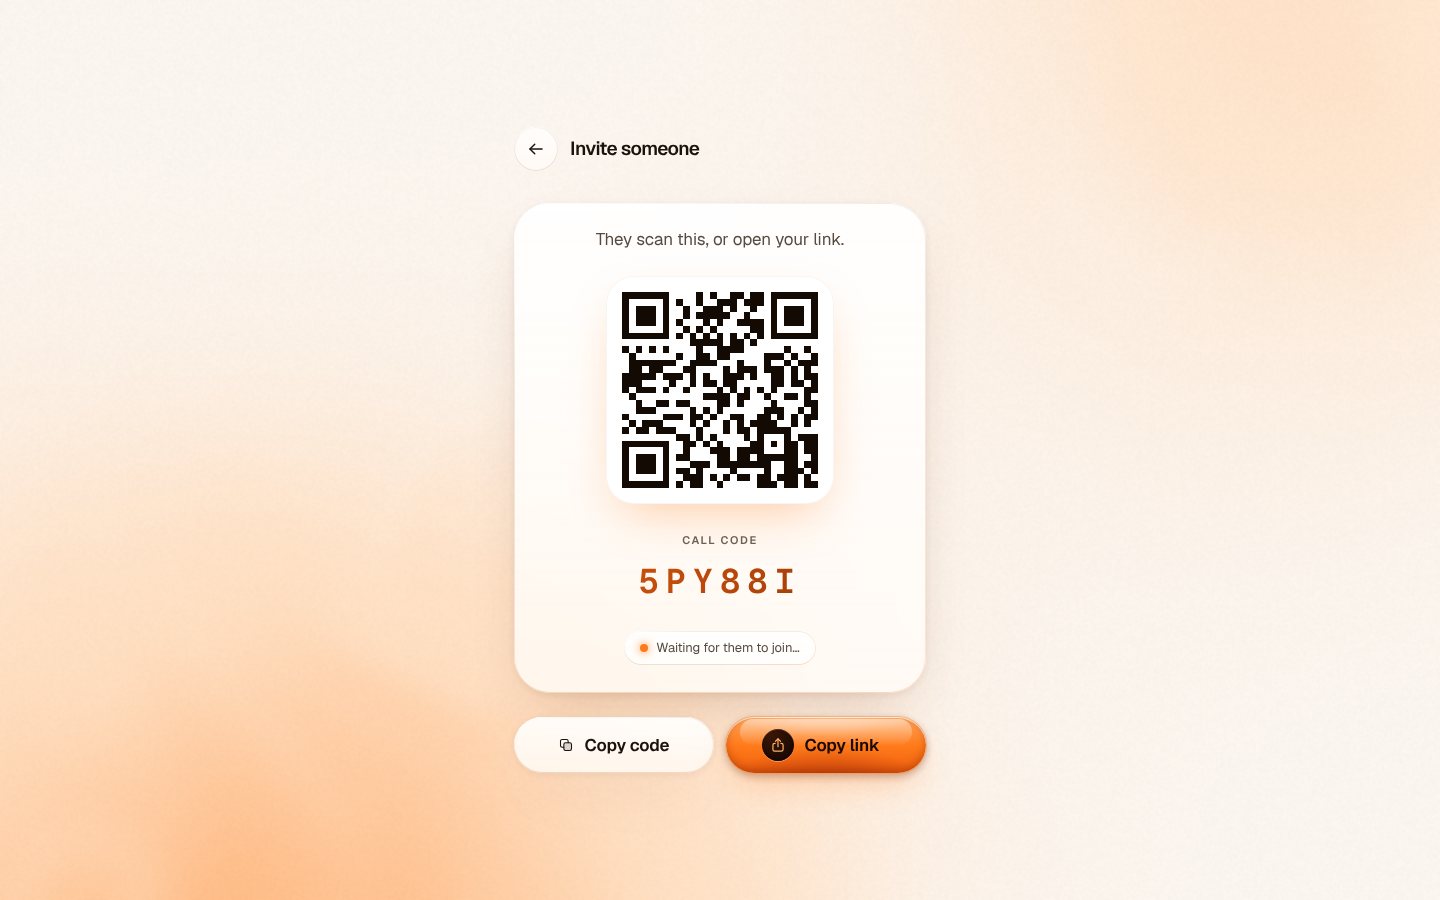 Invite someone
They scan this, or open your link.
CALL CODE
5PY88I
Waiting for them to join…
Copy code
Copy link